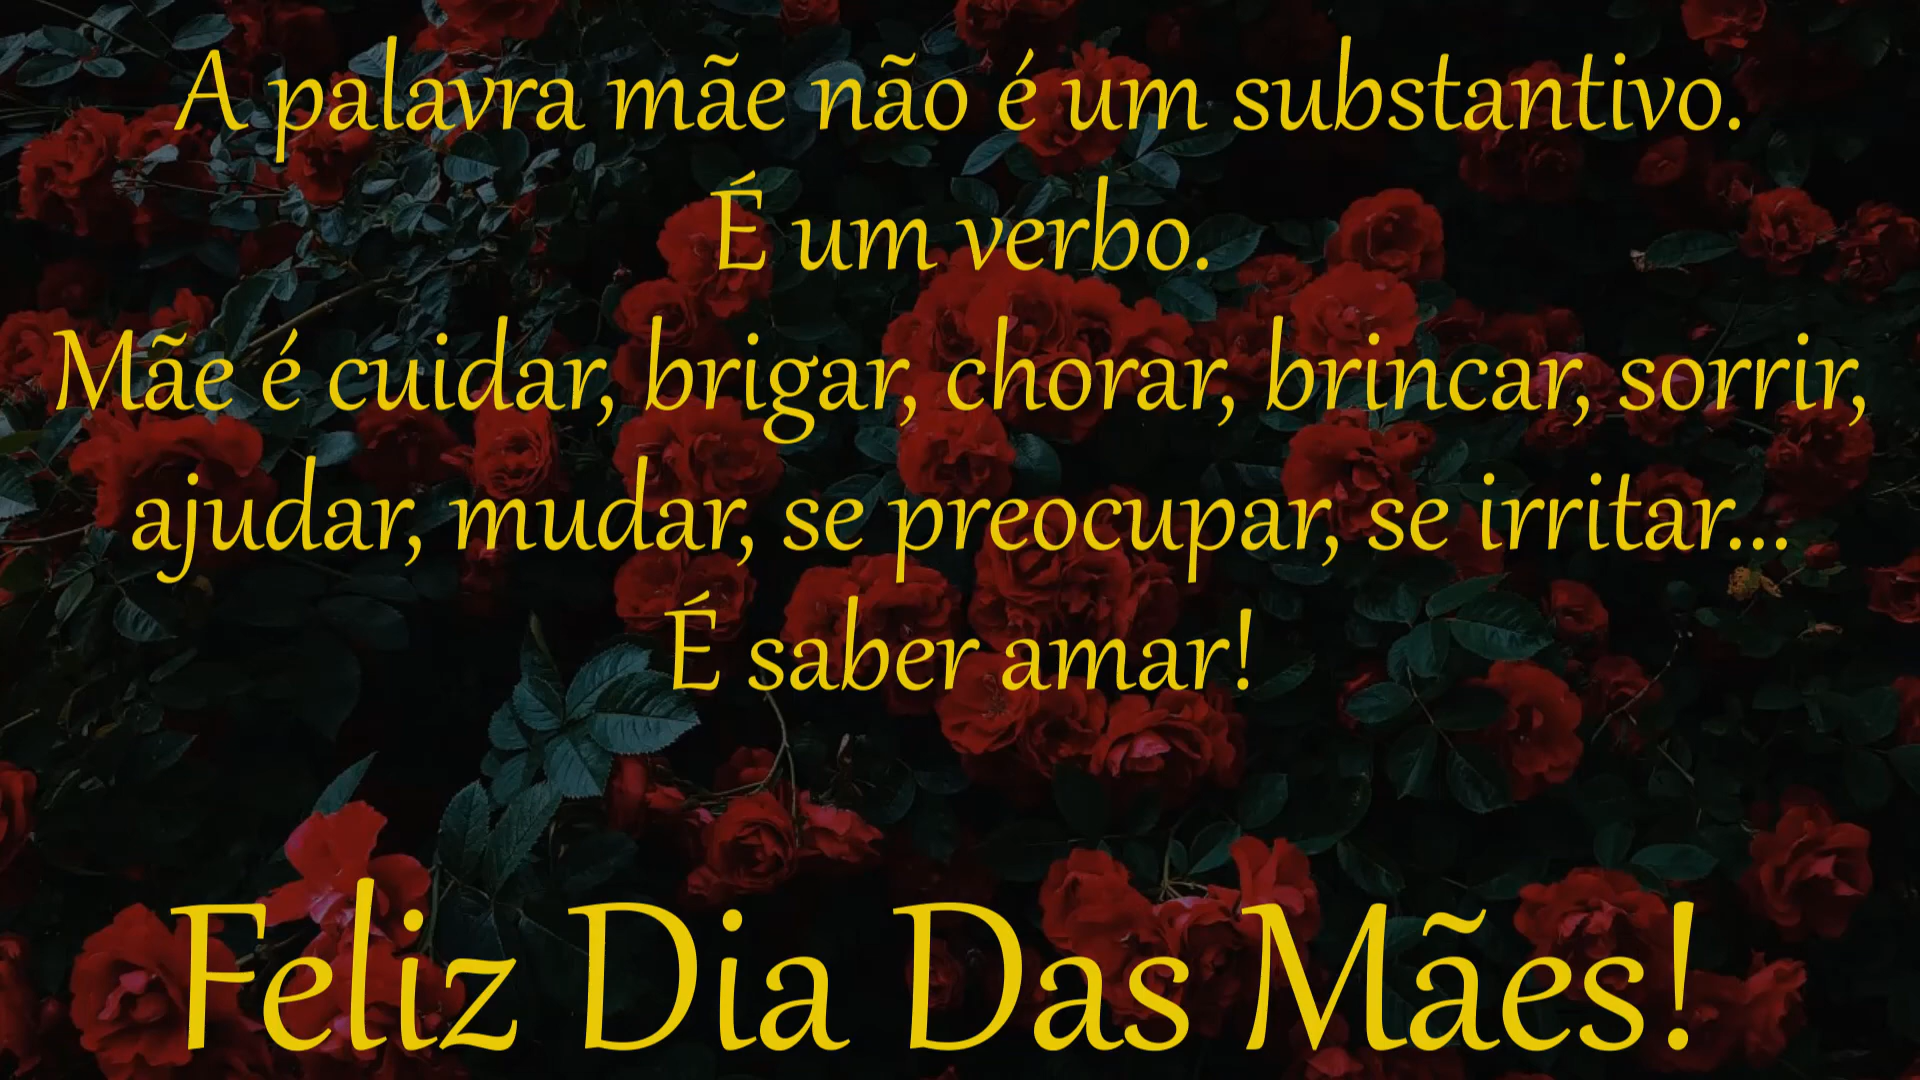 A palavra mãe não é um substantivo.
É um verbo.
Mãe é cuidar, brigar, chorar, brincar, sorrir,
ajudar, mudar, se preocupar, se irritar...
É saber amar!
Feliz Dia Das Mães!